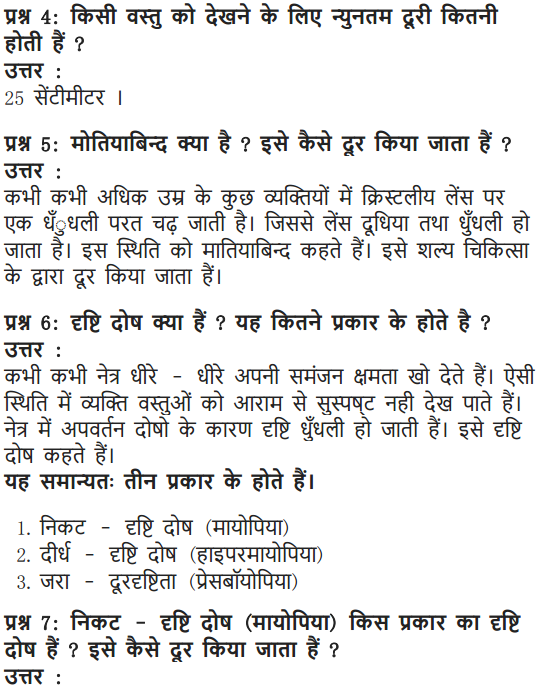 प्रश्न 4: किसी वस्तु को देखने के लिए न्युनतम दूरी कितनी
होती हैं ?
उत्तर :
25 सेंटीमीटर ।
प्रश्न 5: मोतियाबिन्द क्या है ? इसे कैसे दूर किया जाता हैं ?
उत्तर :
कभी कभी अधिक उम्र के कुछ व्यक्तियों में क्रिस्टलीय लेंस पर
एक धँुधली परत चढ़ जाती है। जिससे लेंस दूधिया तथा धुँधली हो
जाता है। इस स्थिति को मातियाबिन्द कहते हैं। इसे शल्य चिकित्सा
के द्वारा दूर किया जाता हैं।
प्रश्न 6: दृष्टि दोष क्या हैं ? यह कितने प्रकार के होते है ?
उत्तर :
कभी कभी नेत्र धीरे - धीरे अपनी समंजन क्षमता खो देते हैं। ऐसी
स्थिति में व्यक्ति वस्तुओं को आराम से सुस्पष्ट नही देख पाते हैं।
नेत्र में अपवर्तन दोषो के कारण दृष्टि धुँधली हो जाती हैं। इसे दृष्टि
दोष कहते हैं।
यह समान्यतः तीन प्रकार के होते हैं।
1. निकट - दृष्टि दोष (मायोपिया)
2. दीर्ध - दृष्टि दोष (हाइपरमायोपिया)
3. जरा - दूरदृष्टिता (प्रेसबॉयोपिया)
प्रश्न 7: निकट - दृष्टि दोष (मायोपिया) किस प्रकार का दृष्टि
दोष हैं ? इसे कैसे दूर किया जाता हैं ?
उत्तर :